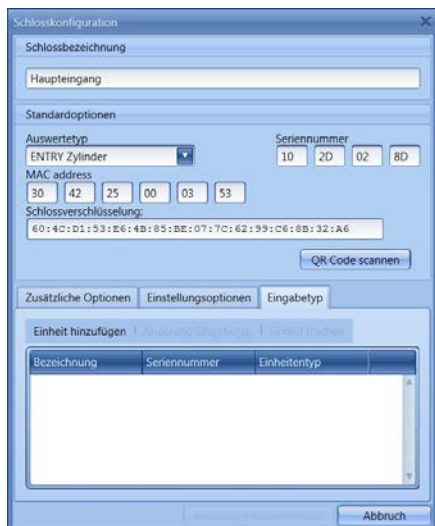 Schlosskonfiguration
Schlossbezeichnung
Haupteingang
Standardoptionen
Auswertetyp Seriennummer
ENTRY Zylinder 10 2D 02 8D
MAC address
30 42 25 00 03 53
Schlossverschlüsselung:
60:4C:D1:53:E6:4B:85:BE:07:7C:62:99:C6:8B:32:A6
QR Code scannen
Zusätzliche Optionen Einstellungsoptionen Eingabetyp
Einheit hinzufügen Einheit löschen
Bezeichnung Seriennummer Einheitentyp
Abbruch